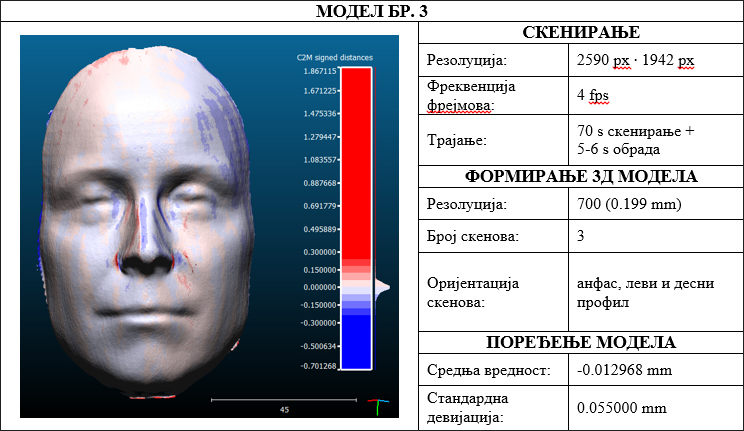 МОДЕЛ БР. 3
C2M signed distances
1.867115
1.671225
1.475336
1.279447
1.083557
0.887668
0.691779
0.495889
0.300000
0.150000
0.000000
-0.150000
-0.300000
-0.500634
-0.701268
45
СКЕНИРАЊЕ
Резолуција: 2590 px · 1942 px
Фреквенција
фрејмова: 4 fps
Трајање: 70 s скенирање +
5-6 s обрада
ФОРМИРАЊЕ 3Д МОДЕЛА
Резолуција: 700 (0.199 mm)
Број скенова: 3
Оријентација
скенова: анфас, леви и десни
профил
ПОРЕЂЕЊЕ МОДЕЛА
Средња вредност: -0.012968 mm
Стандардна
девијација: 0.055000 mm